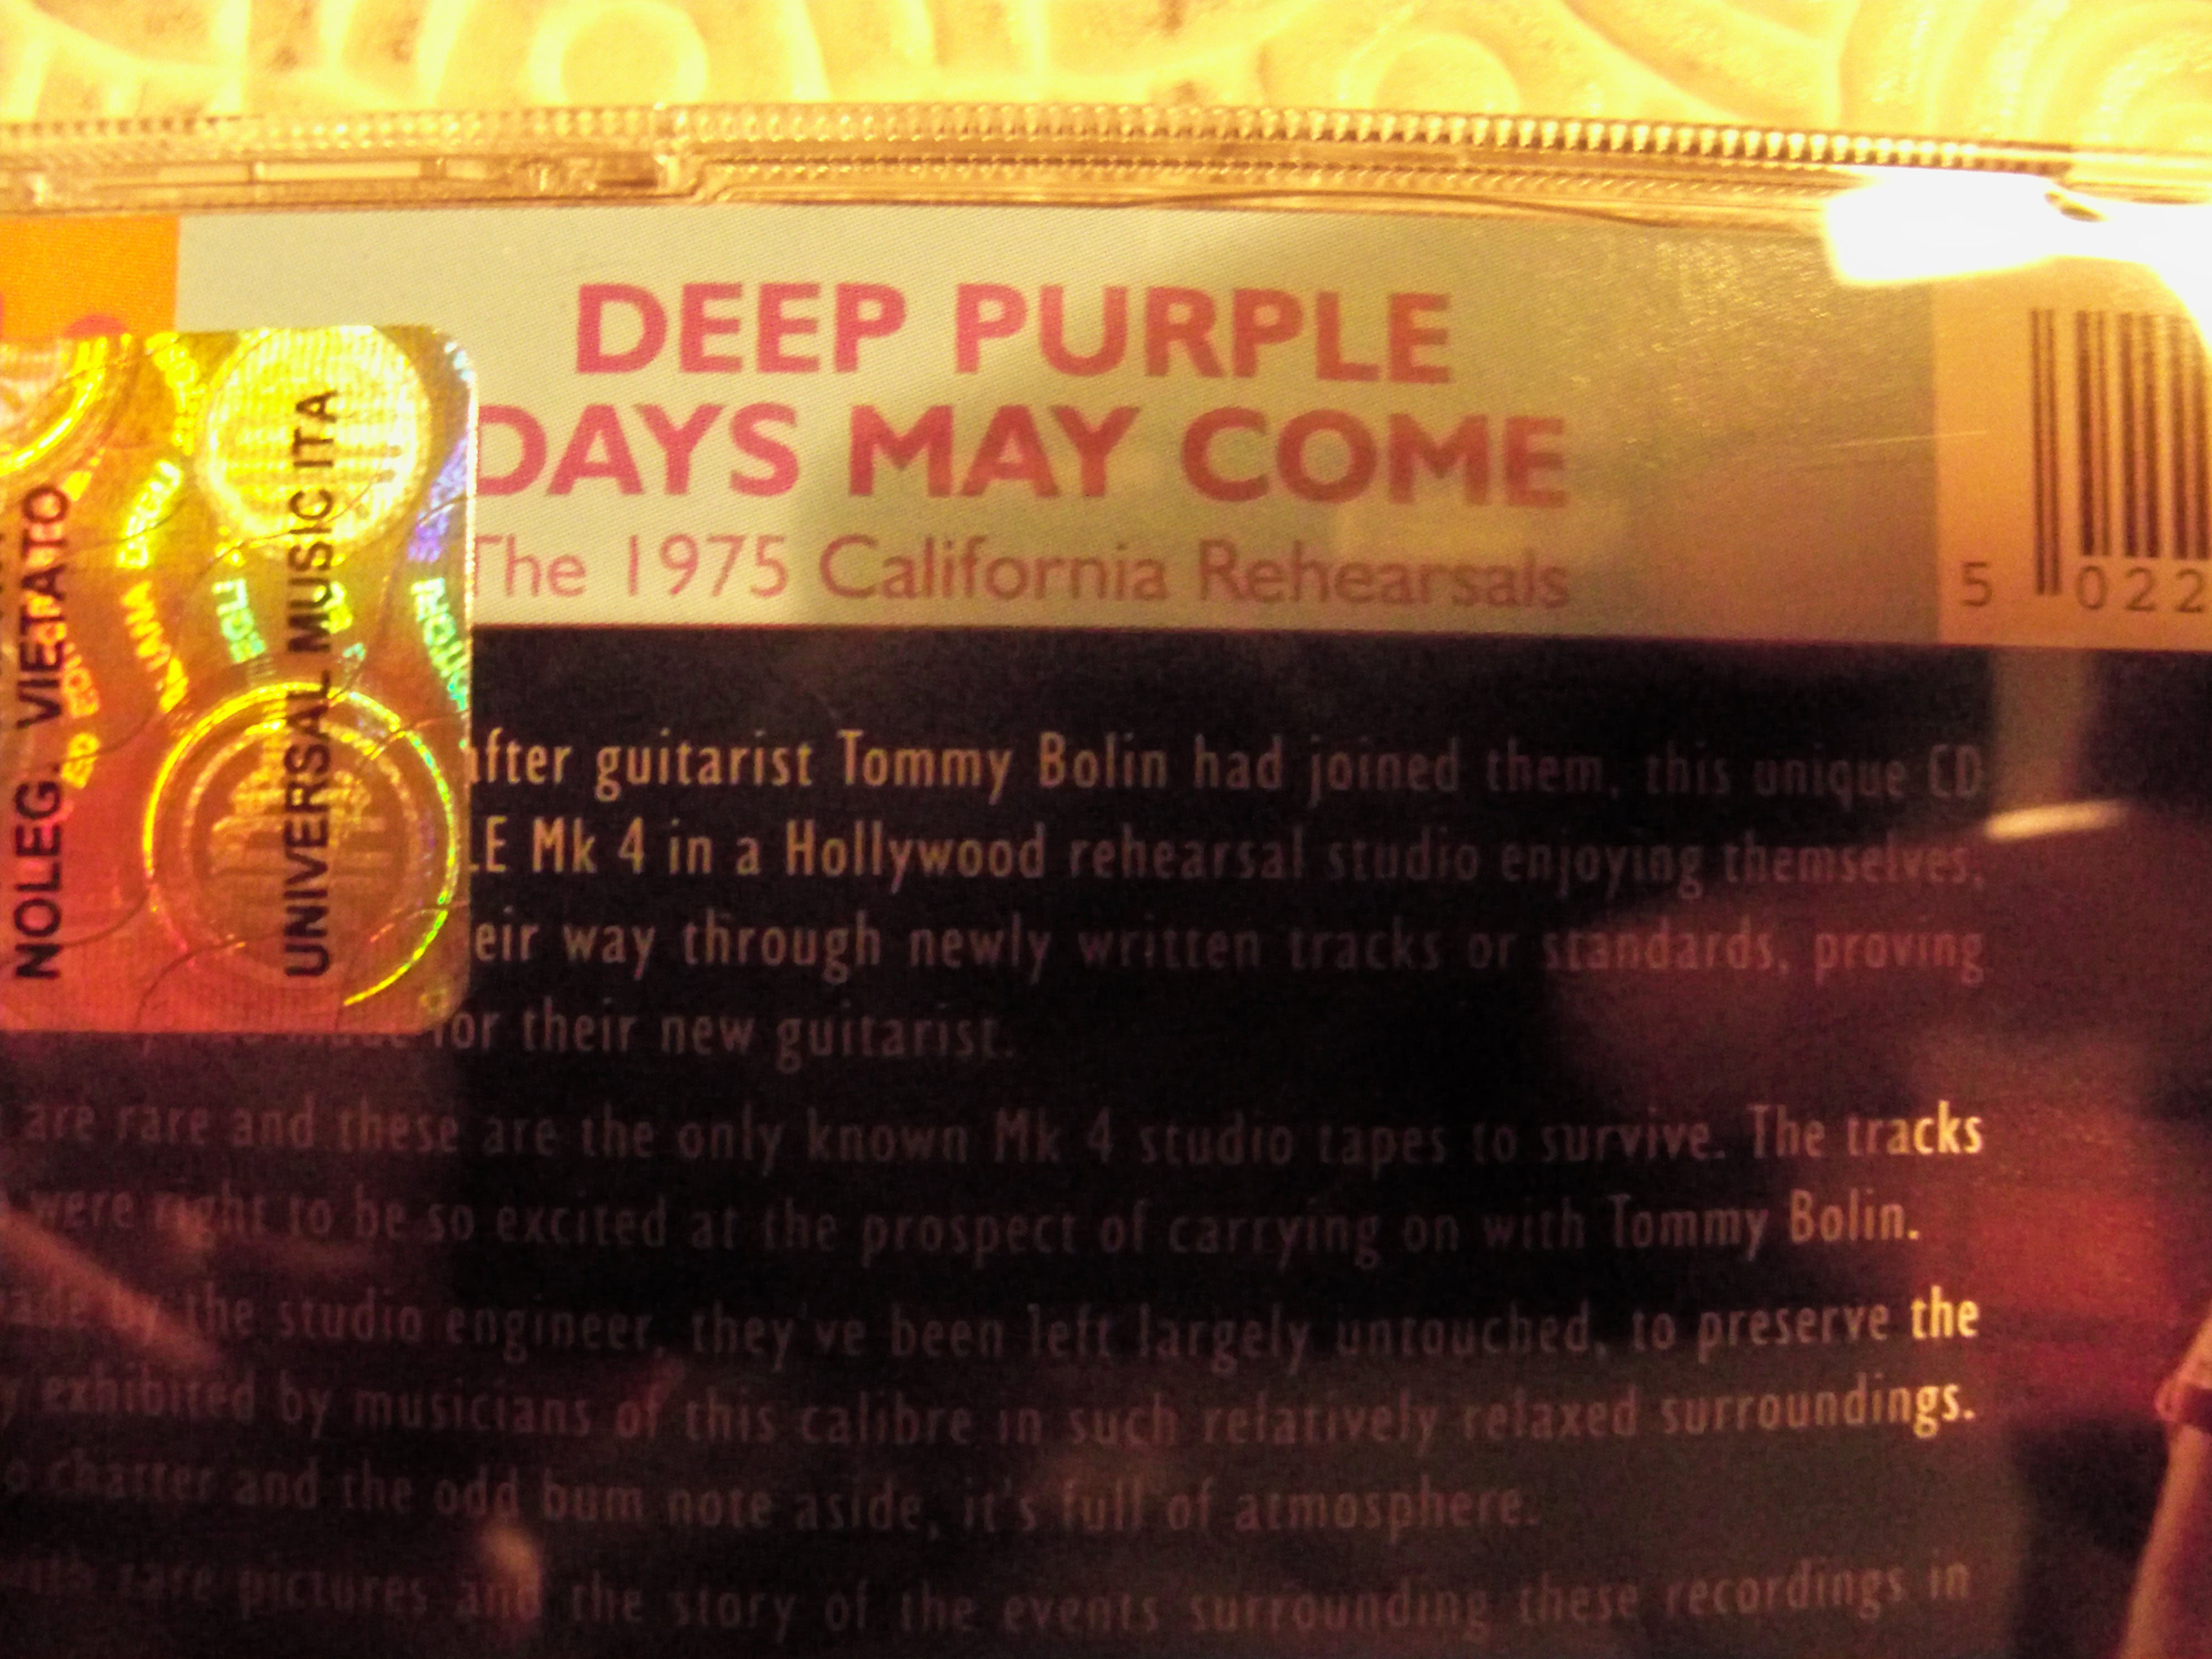 DEEP PURPLE
DAYS MAY COME
The 1975 California Rehearsals
5 022
NOLEG. VIETATO
UNIVERSAL MUSIC ITA
after guitarist Tommy Bolin had joined them, this unique CD
LE Mk 4 in a Hollywood rehearsal studio enjoying themselves,
eir way through newly written tracks or standards, proving
for their new guitarist.
are rare and these are the only known Mk 4 studio tapes to survive. The tracks
were right to be so excited at the prospect of carrying on with Tommy Bolin.
by the studio engineer, they've been left largely untouched, to preserve the
exhibited by musicians of this calibre in such relatively relaxed surroundings.
chatter and the odd bum note aside, it's full of atmosphere.
rare pictures and the story of the events surrounding these recordings in